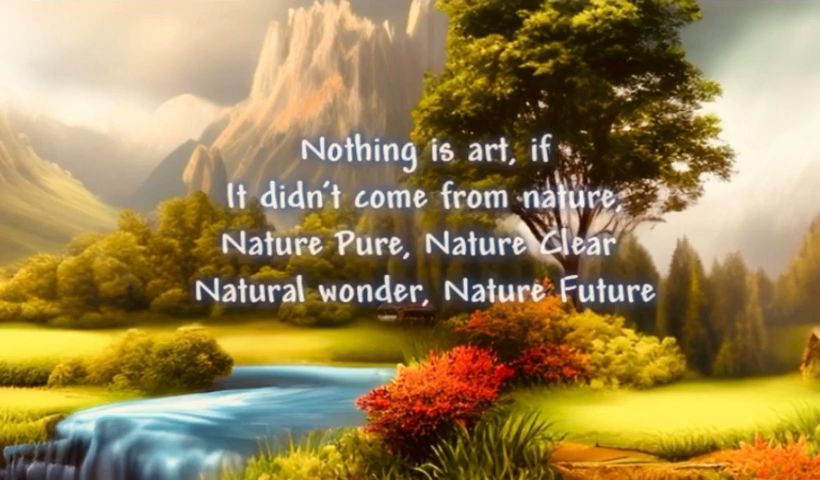 Nothing is art, if
It didn't come from nature,
Nature Pure, Nature Clear
Natural wonder, Nature Future